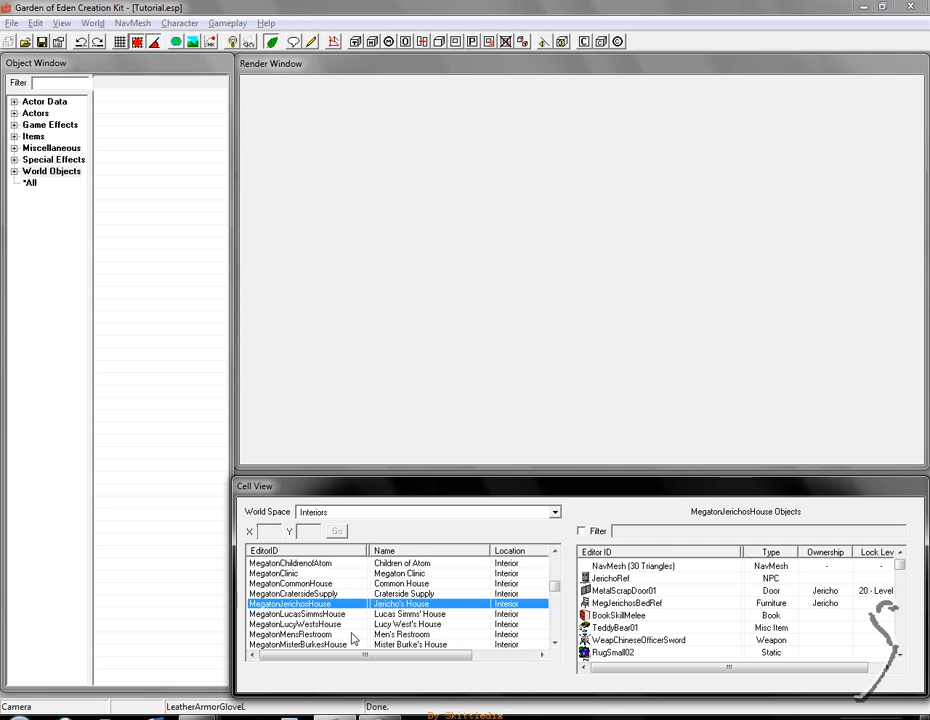 Garden of Eden Creation Kit - [Tutorial.esp]
File Edit View World NavMesh Character Gameplay Help
Object Window
Filter
Actor Data
Actors
Game Effects
Items
Miscellaneous
Special Effects
World Objects
*All
Render Window
Cell View
World Space Interiors
X Y Go
EditorID Name Location
MegatonChildrenofAtom Children of Atom Interior
MegatonClinic Megaton Clinic Interior
MegatonCommonHouse Common House Interior
MegatonCratersideSupply Craterside Supply Interior
MegatonJerichosHouse Jericho's House Interior
MegatonLucasSimmsHouse Lucas Simms' House Interior
MegatonLucyWestsHouse Lucy West's House Interior
MegatonMensRestroom Men's Restroom Interior
MegatonMisterBurkesHouse Mister Burke's House Interior
MegatonJerichosHouse Objects
Filter
Editor ID Type Ownership Lock Lev
NavMesh (30 Triangles) NavMesh - -
JerichoRef NPC
MetalScrapDoor01 Door Jericho 20 - Level
MegJerichosBedRef Furniture Jericho
BookSkillMelee Book
TeddyBear01 Misc Item
WeapChineseOfficerSword Weapon
RugSmall02 Static
Camera LeatherArmorGloveL Done.
By Skittledix